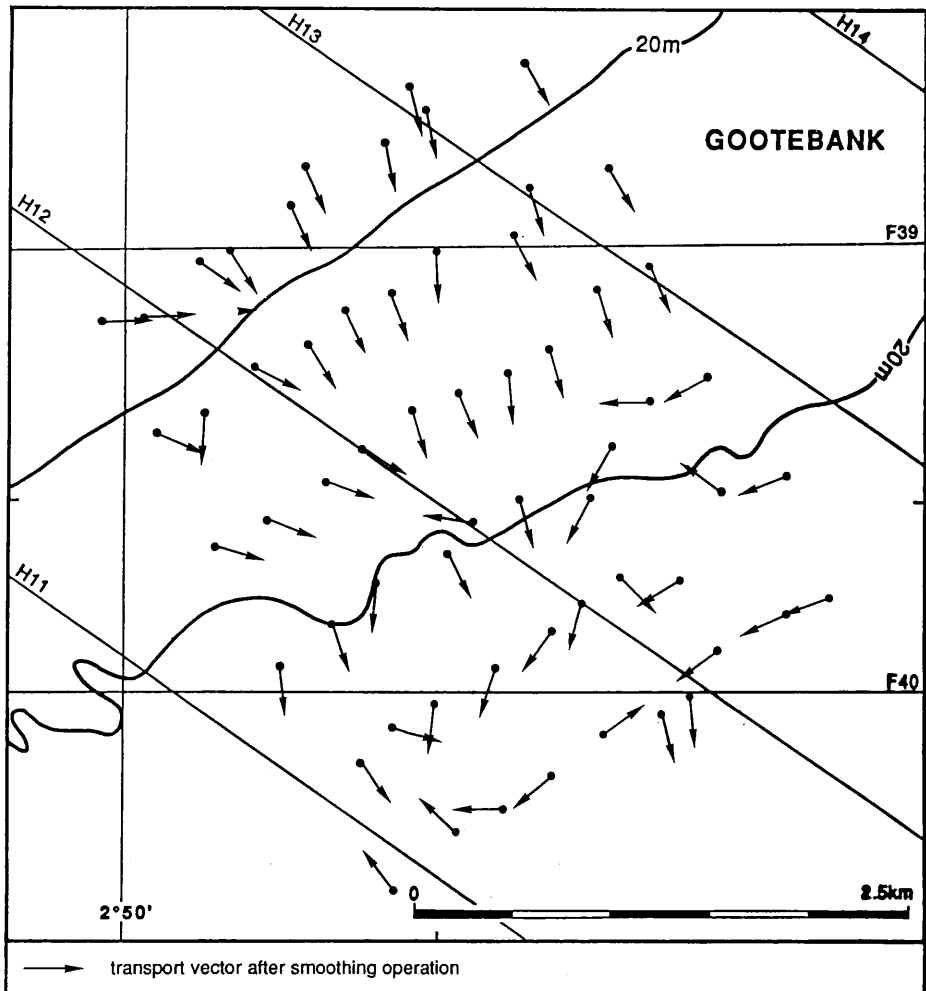 H13
H14
20m
GOOTEBANK
H12
F39
20m
H11
F40
2°50'
0
2.5km
transport vector after smoothing operation